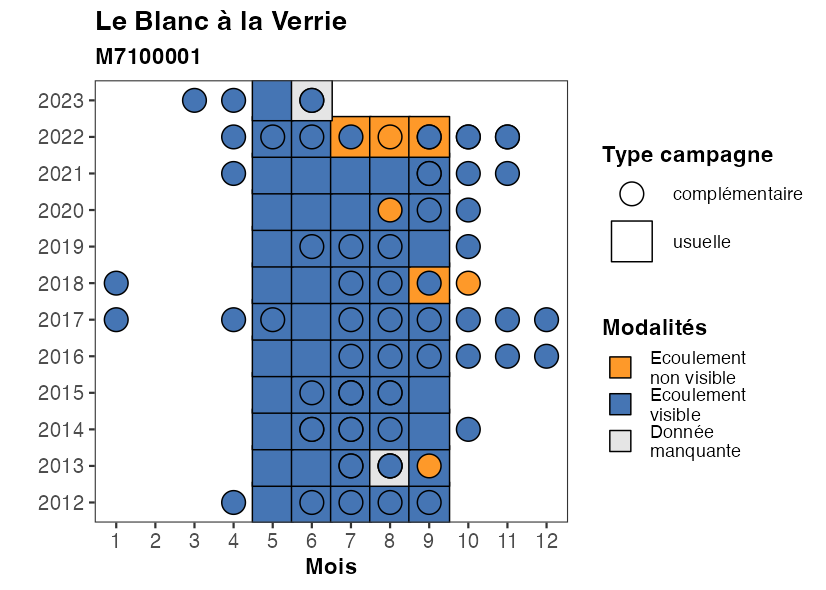 Le Blanc à la Verrie
M7100001
2023
2022
2021
2020
2019
2018
2017
2016
2015
2014
2013
2012
1 2 3 4 5 6 7 8 9 10 11 12
Mois
Type campagne
complémentaire
usuelle
Modalités
Ecoulement
non visible
Ecoulement
visible
Donnée
manquante